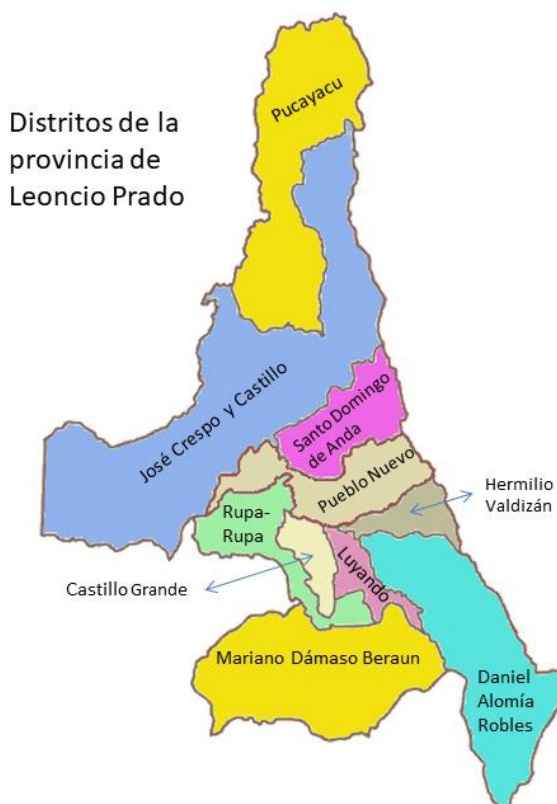 Distritos de la
provincia de
Leoncio Prado
Pucayacu
José Crespo y Castillo
Santo Domingo
de Anda
Pueblo Nuevo
Hermilio
Valdizán
Rupa-
Rupa
Castillo Grande
Luyando
Mariano Dámaso Beraun
Daniel
Alomía
Robles